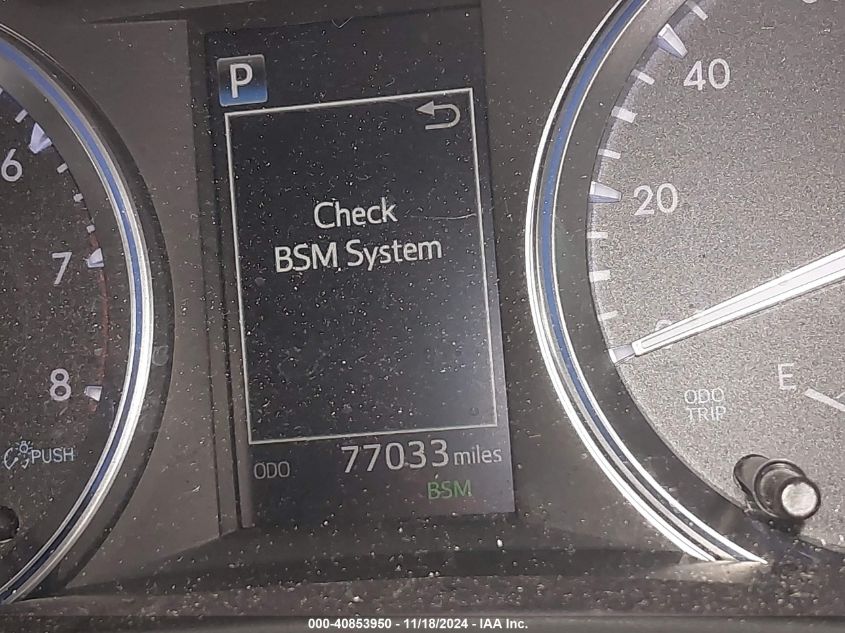 P
Check
BSM System
ODO 77033 miles
BSM
6
7
8
PUSH
40
20
E
ODO
TRIP
000-40853950 - 11/18/2024 - IAA Inc.